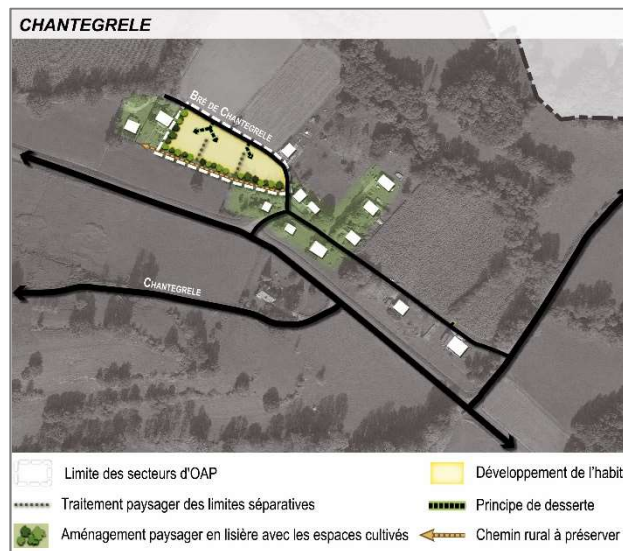 CHANTEGRELE
BRÉ DE CHANTEGRELE
CHANTEGRELE
Limite des secteurs d'OAP
Développement de l'habit
Traitement paysager des limites séparatives
Principe de desserte
Aménagement paysager en lisière avec les espaces cultivés
Chemin rural à préserver